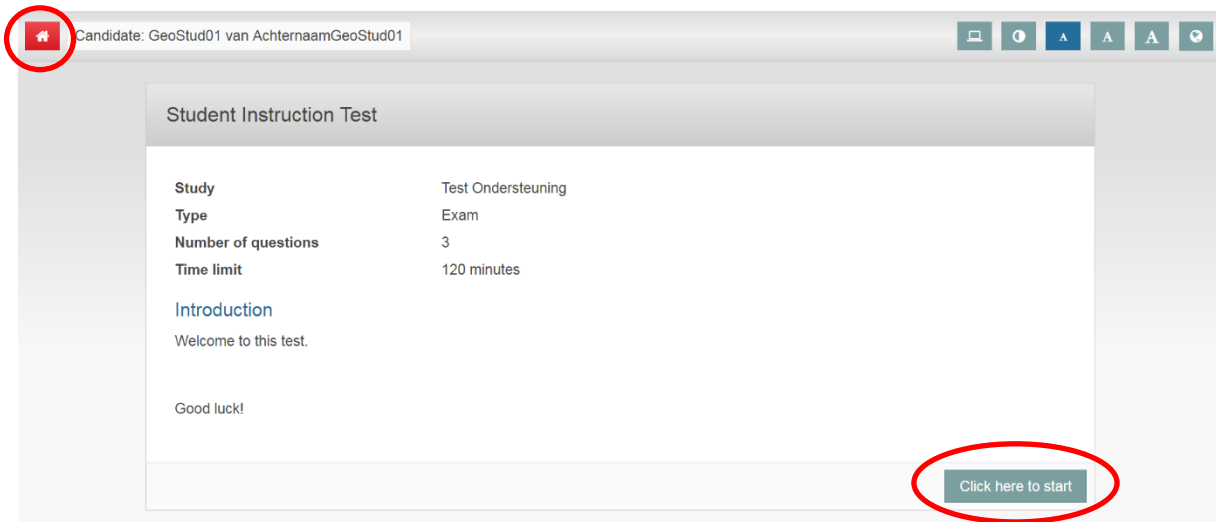 Candidate: GeoStud01 van AchternaamGeoStud01
A A A
Student Instruction Test
Study Test Ondersteuning
Type Exam
Number of questions 3
Time limit 120 minutes
Introduction
Welcome to this test.
Good luck!
Click here to start